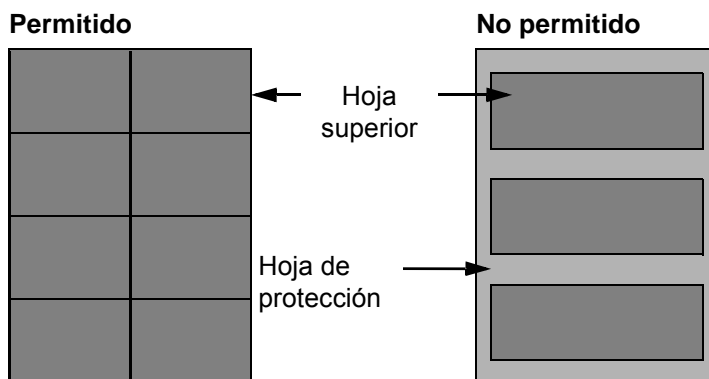 Permitido
No permitido
Hoja
superior
Hoja de
protección